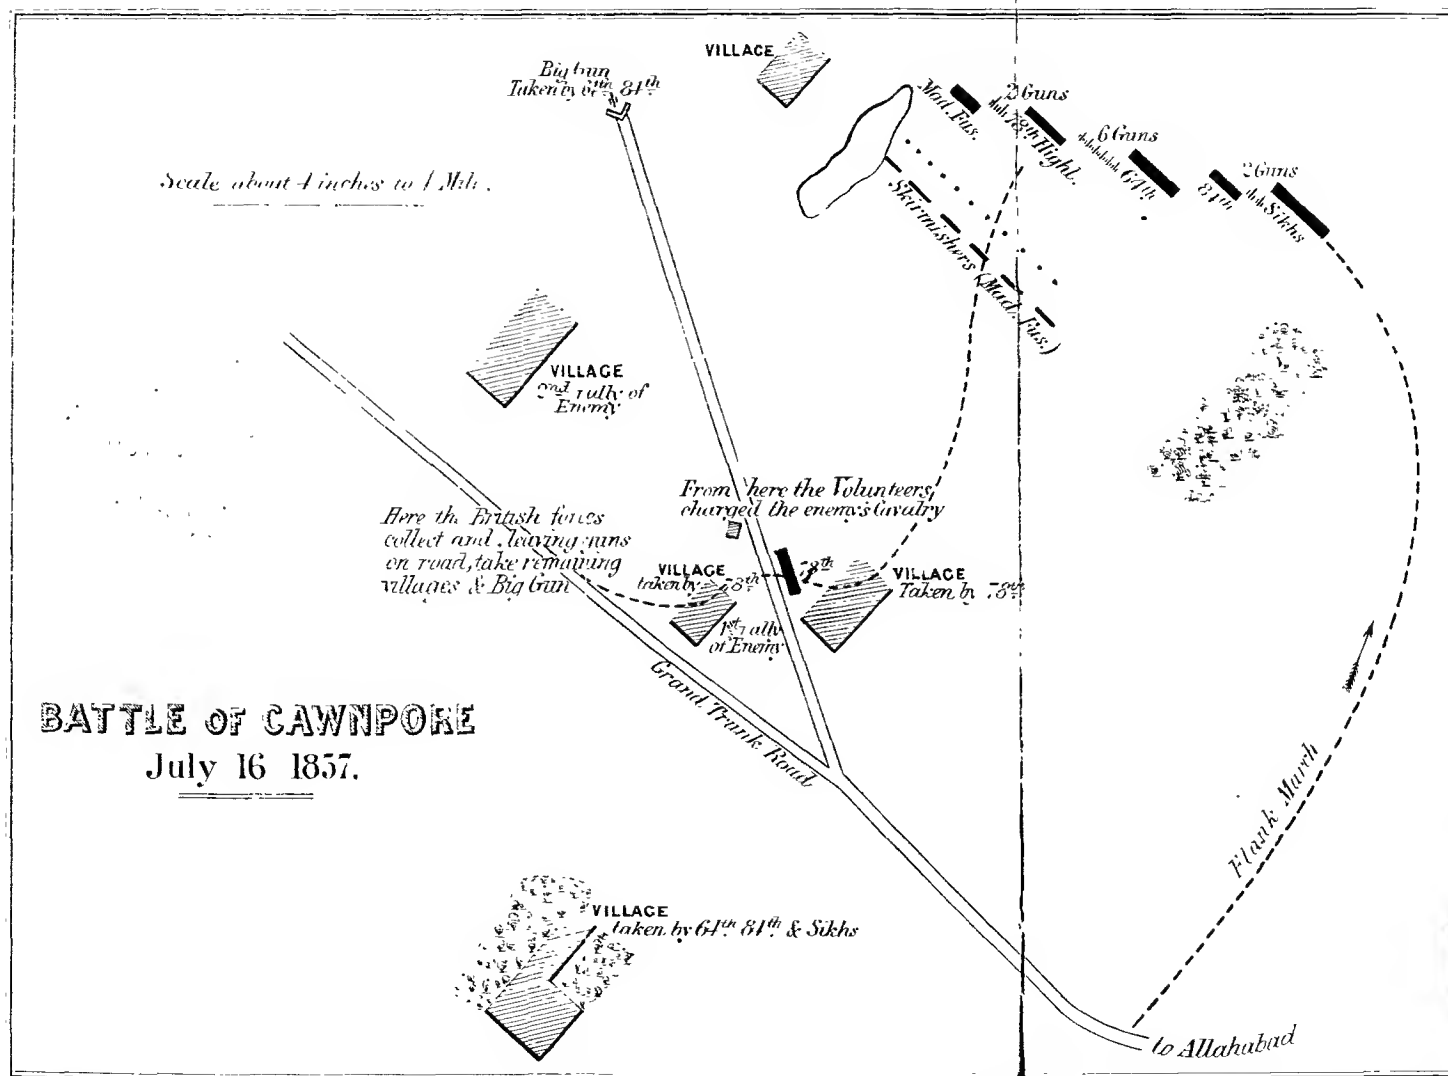 VILLAGE
Big Gun
Taken by 84th
Mad. Fus.
2 Guns
78th Highl.
6 Guns
64th
84th
2 Guns
Sikhs
Scale about 4 inches to 1 Mile.
Skirmishers (Mad. Fus.)
VILLAGE
2nd rally of
Enemy
From here the Volunteers
charged the enemy's Cavalry
Here the British forces
collect and leaving guns
on road, take remaining
villages & Big Gun
VILLAGE
taken by 78th
78th
VILLAGE
Taken by 78th
1st rally
of Enemy
Grand Trunk Road
BATTLE OF CAWNPORE
July 16 1857.
Flank March
VILLAGE
taken by 64th 84th & Sikhs
to Allahabad